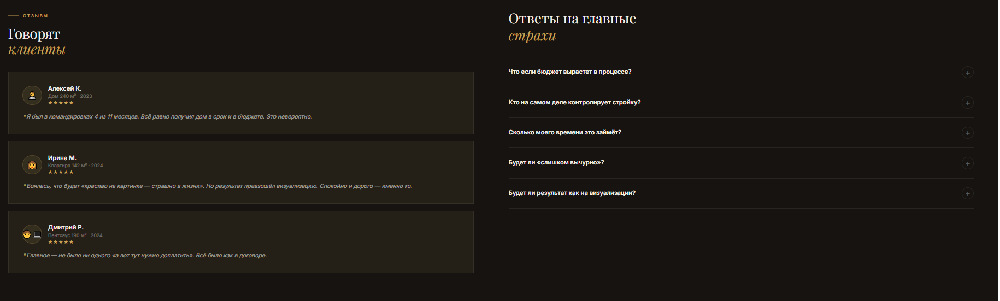 ОТЗЫВЫ
Говорят
клиенты
Алексей К.
Дом 240 м² · 2023
★★★★★
"Я был в командировках 4 из 11 месяцев. Всё равно получил дом в срок и в бюджете. Это невероятно.
Ирина М.
Квартира 142 м² · 2024
★★★★★
"Боялась, что будет «красиво на картинке — страшно в жизни». Но результат превзошёл визуализацию. Спокойно и дорого — именно то.
Дмитрий Р.
Пентхаус 190 м² · 2024
★★★★★
"Главное — не было ни одного «а вот тут нужно доплатить». Всё было как в договоре.
Ответы на главные
страхи
Что если бюджет вырастет в процессе?
+
Кто на самом деле контролирует стройку?
+
Сколько моего времени это займёт?
+
Будет ли «слишком вычурно»?
+
Будет ли результат как на визуализации?
+